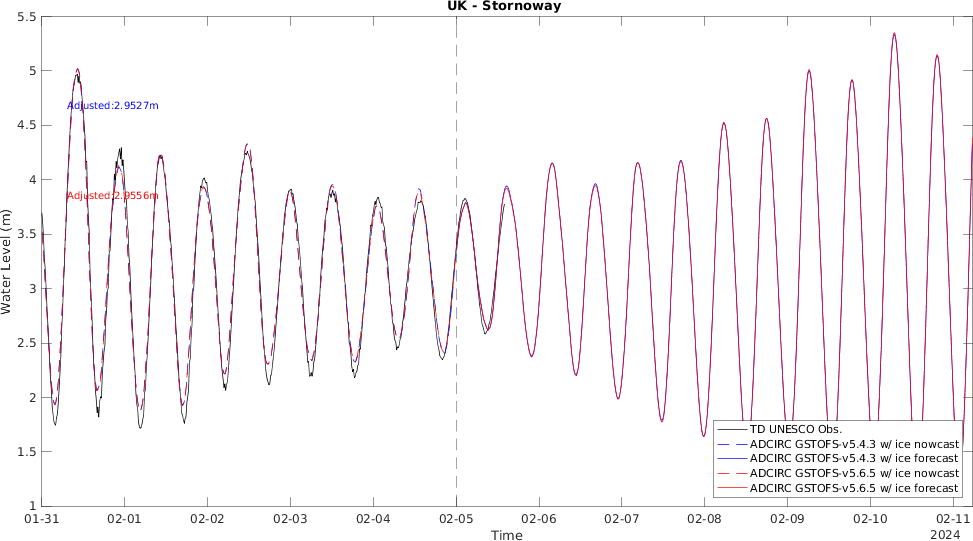 UK - Stornoway
5.5
5
4.5
4
3.5
3
2.5
2
1.5
1
Water Level (m)
Adjusted:2.9527m
Adjusted:2.9556m
TD UNESCO Obs.
ADCIRC GSTOFS-v5.4.3 w/ ice nowcast
ADCIRC GSTOFS-v5.4.3 w/ ice forecast
ADCIRC GSTOFS-v5.6.5 w/ ice nowcast
ADCIRC GSTOFS-v5.6.5 w/ ice forecast
01-31 02-01 02-02 02-03 02-04 02-05 02-06 02-07 02-08 02-09 02-10 02-11
Time
2024